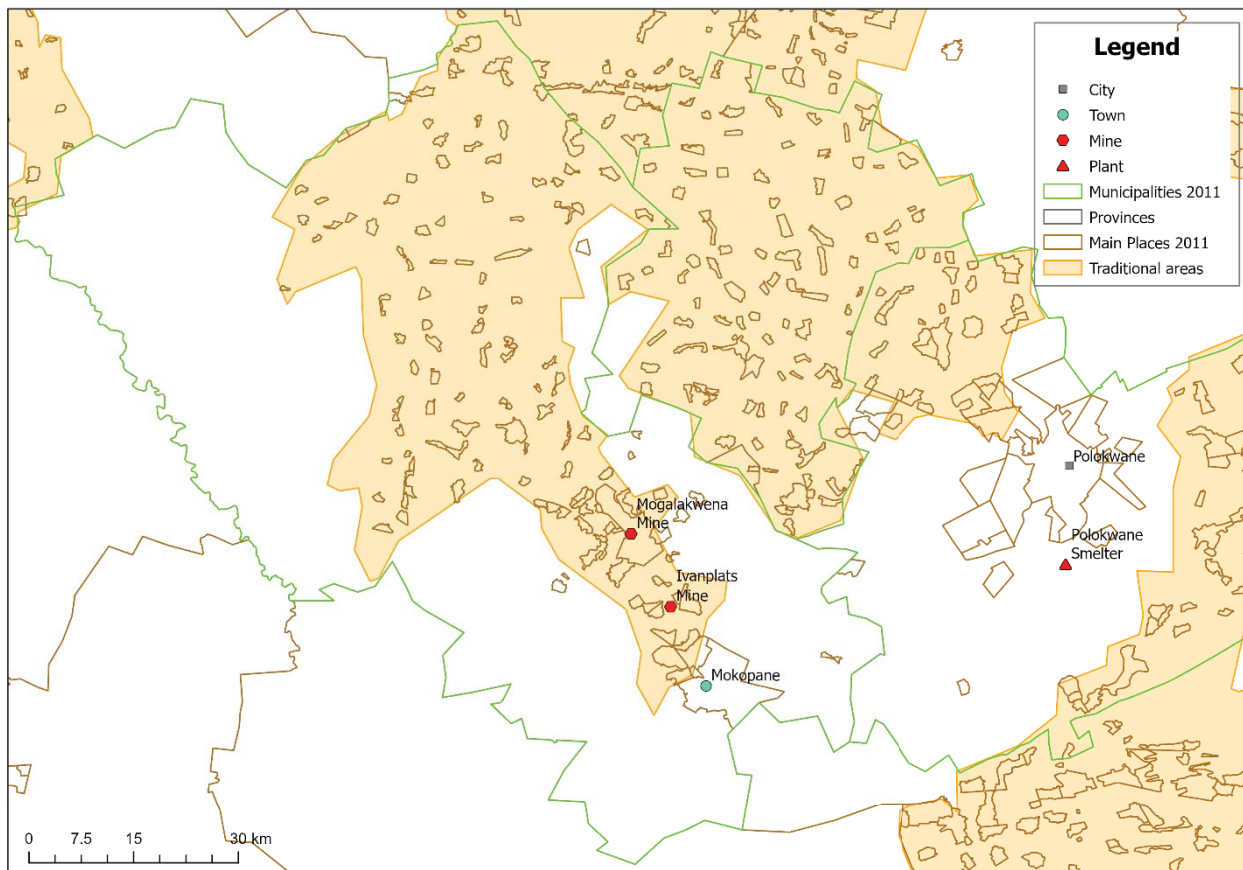 Legend
City
Town
Mine
Plant
Municipalities 2011
Provinces
Main Places 2011
Traditional areas
Polokwane
Mogalakwena
Mine
Polokwane
Smelter
Ivanplats
Mine
Mokopane
0 7.5 15 30 km